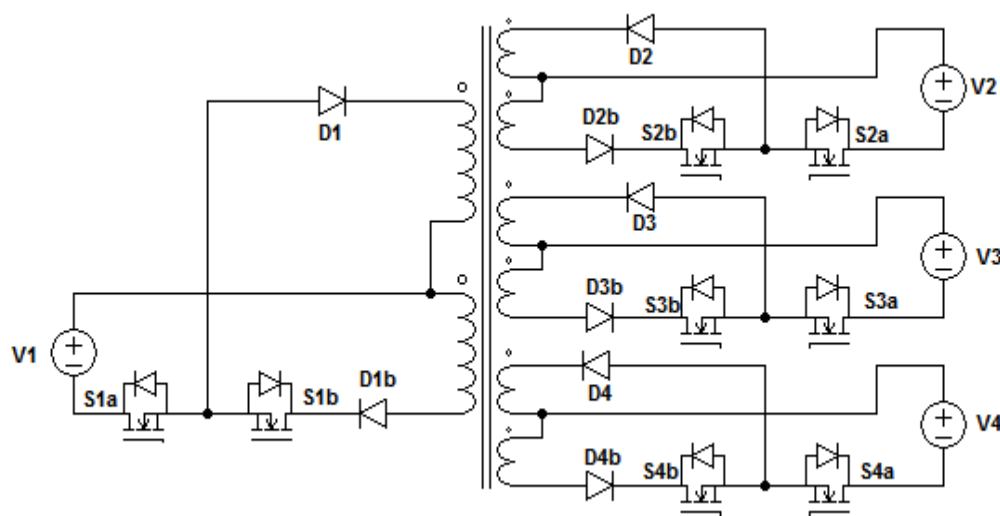 D2
V2
D1
D2b
S2b
S2a
D3
V3
D3b
S3b
S3a
V1
S1a
S1b
D1b
D4
V4
D4b
S4b
S4a